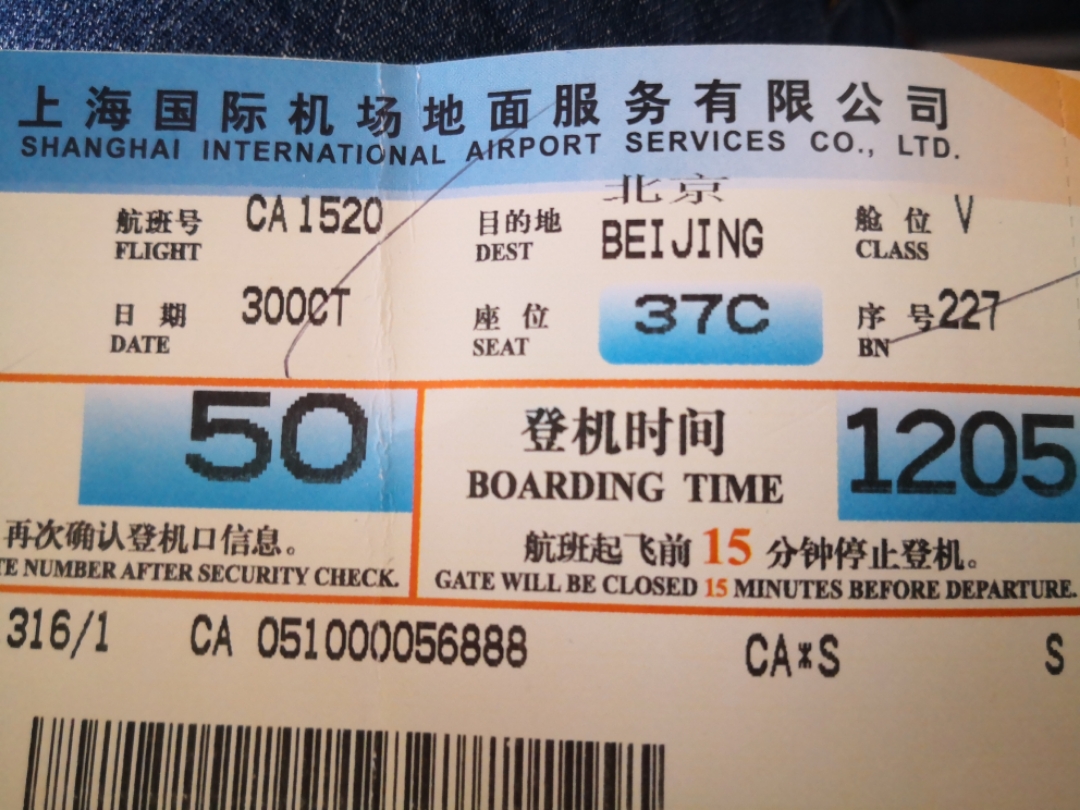 上海国际机场地面服务有限公司
SHANGHAI INTERNATIONAL AIRPORT SERVICES CO., LTD.
航班号 CA1520 目的地 北京 舱位 V
FLIGHT DEST BEIJING CLASS
日期 30OCT 座位 37C 序号 227
DATE SEAT BN
50 登机时间 1205
BOARDING TIME
再次确认登机口信息。 航班起飞前 15 分钟停止登机。
TE NUMBER AFTER SECURITY CHECK. GATE WILL BE CLOSED 15 MINUTES BEFORE DEPARTURE.
316/1 CA 051000056888 CA*S S